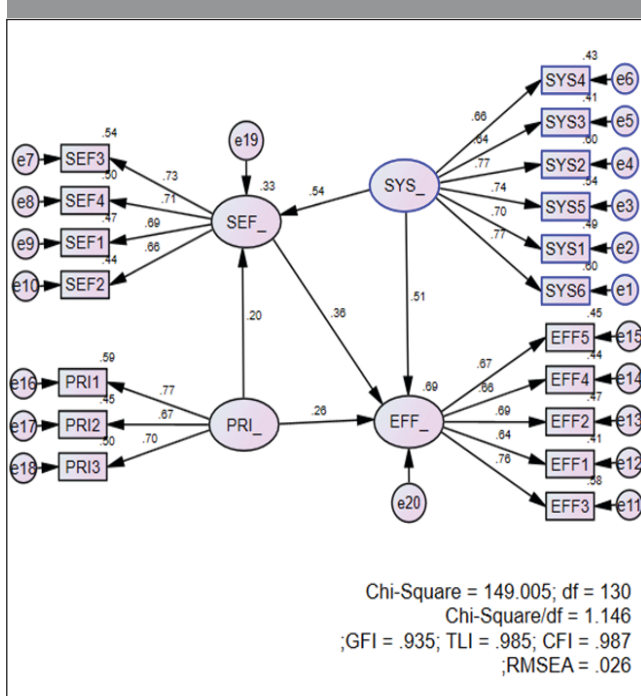 .43
SYS4
e6
.66
.41
SYS3
e5
.64
.60
SYS2
e4
.77
SYS_
.54
SYS5
e3
.74
.49
SYS1
e2
.70
.60
SYS6
e1
.77
e19
.54
e7
SEF3
.73
.50
e8
SEF4
.71
.47
e9
SEF1
.69
.44
e10
SEF2
.66
.33
SEF_
.54
.20
.36
.51
.59
e16
PRI1
.77
.45
e17
PRI2
.67
.50
e18
PRI3
.70
PRI_
.26
.69
EFF_
e20
.45
EFF5
e15
.67
.44
EFF4
e14
.66
.47
EFF2
e13
.69
.41
EFF1
e12
.64
.58
EFF3
e11
.76
Chi-Square = 149.005; df = 130
Chi-Square/df = 1.146
;GFI = .935; TLI = .985; CFI = .987
;RMSEA = .026